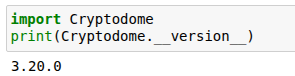 import Cryptodome
print(Cryptodome.__version__)
3.20.0